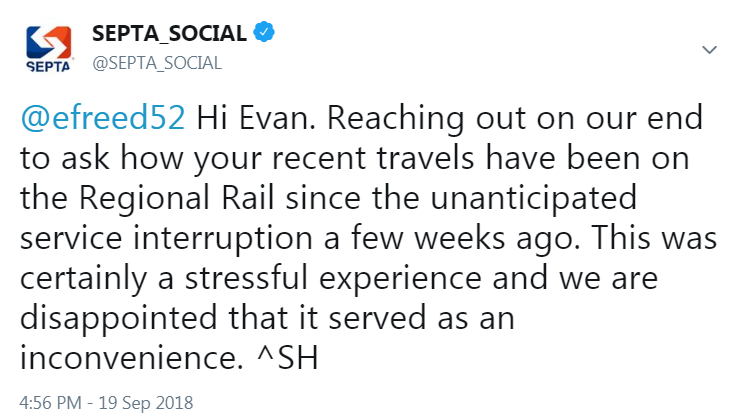 SEPTA_SOCIAL
SEPTA
@SEPTA_SOCIAL
@efreed52 Hi Evan. Reaching out on our end
to ask how your recent travels have been on
the Regional Rail since the unanticipated
service interruption a few weeks ago. This was
certainly a stressful experience and we are
disappointed that it served as an
inconvenience. ^SH
4:56 PM - 19 Sep 2018